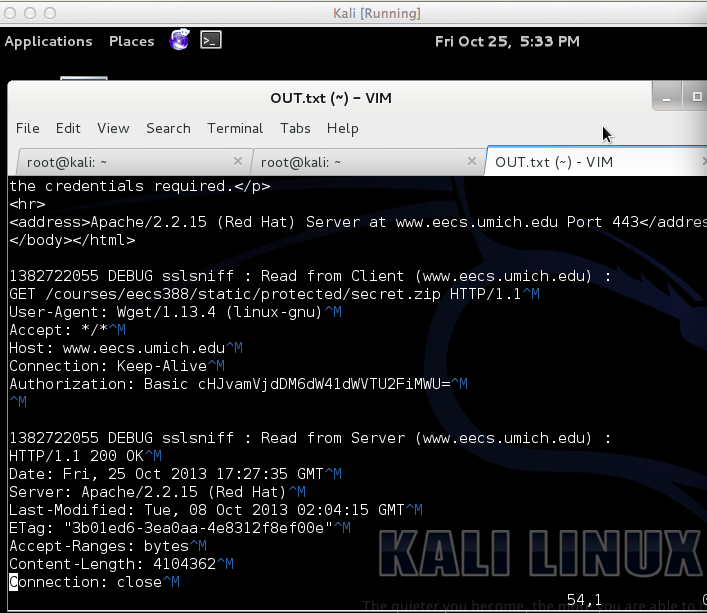 Kali [Running]
Applications Places Fri Oct 25, 5:33 PM
OUT.txt (~) - VIM
File Edit View Search Terminal Tabs Help
root@kali: ~ root@kali: ~ OUT.txt (~) - VIM
the credentials required.</p>
<hr>
<address>Apache/2.2.15 (Red Hat) Server at www.eecs.umich.edu Port 443</addre
</body></html>
1382722055 DEBUG sslsniff : Read from Client (www.eecs.umich.edu) :
GET /courses/eecs388/static/protected/secret.zip HTTP/1.1^M
User-Agent: Wget/1.13.4 (linux-gnu)^M
Accept: */*^M
Host: www.eecs.umich.edu^M
Connection: Keep-Alive^M
Authorization: Basic cHJvamVjdDM6dW41dWVTU2FiMWU=^M
^M
1382722055 DEBUG sslsniff : Read from Server (www.eecs.umich.edu) :
HTTP/1.1 200 OK^M
Date: Fri, 25 Oct 2013 17:27:35 GMT^M
Server: Apache/2.2.15 (Red Hat)^M
Last-Modified: Tue, 08 Oct 2013 02:04:15 GMT^M
ETag: "3b01ed6-3ea0aa-4e8312f8ef00e"^M
Accept-Ranges: bytes^M
Content-Length: 4104362^M
Connection: close^M
KALI LINUX
54,1
The quieter you become, the more you are able to